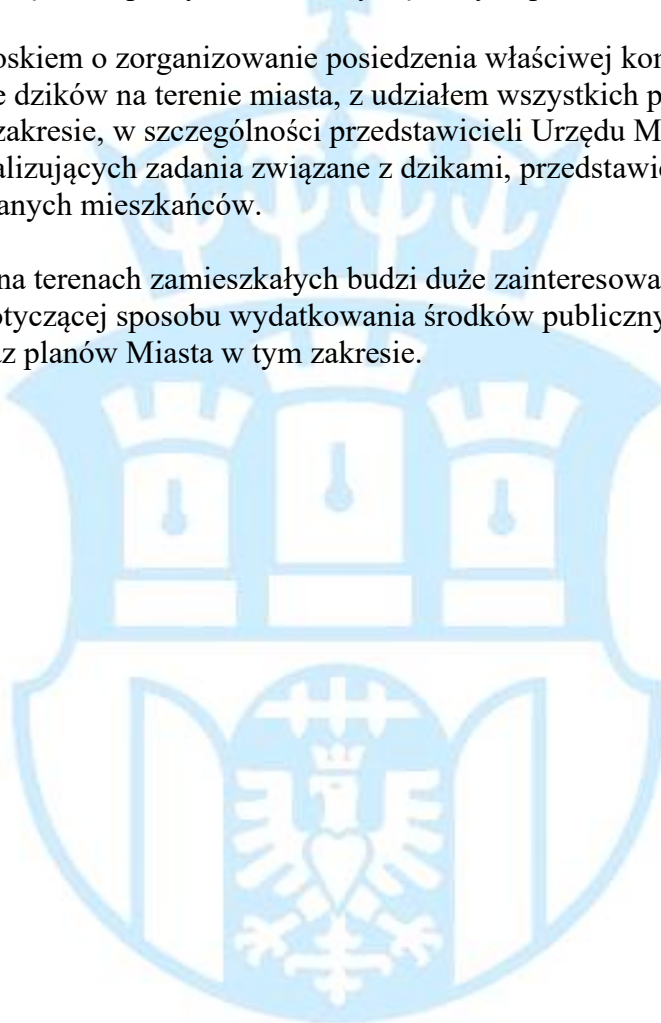 oskiem o zorganizowanie posiedzenia właściwej kon
e dzików na terenie miasta, z udziałem wszystkich p
zakresie, w szczególności przedstawicieli Urzędu M
alizujących zadania związane z dzikami, przedstawic
anych mieszkańców.
na terenach zamieszkałych budzi duże zainteresowa
otyczącej sposobu wydatkowania środków publiczny
az planów Miasta w tym zakresie.